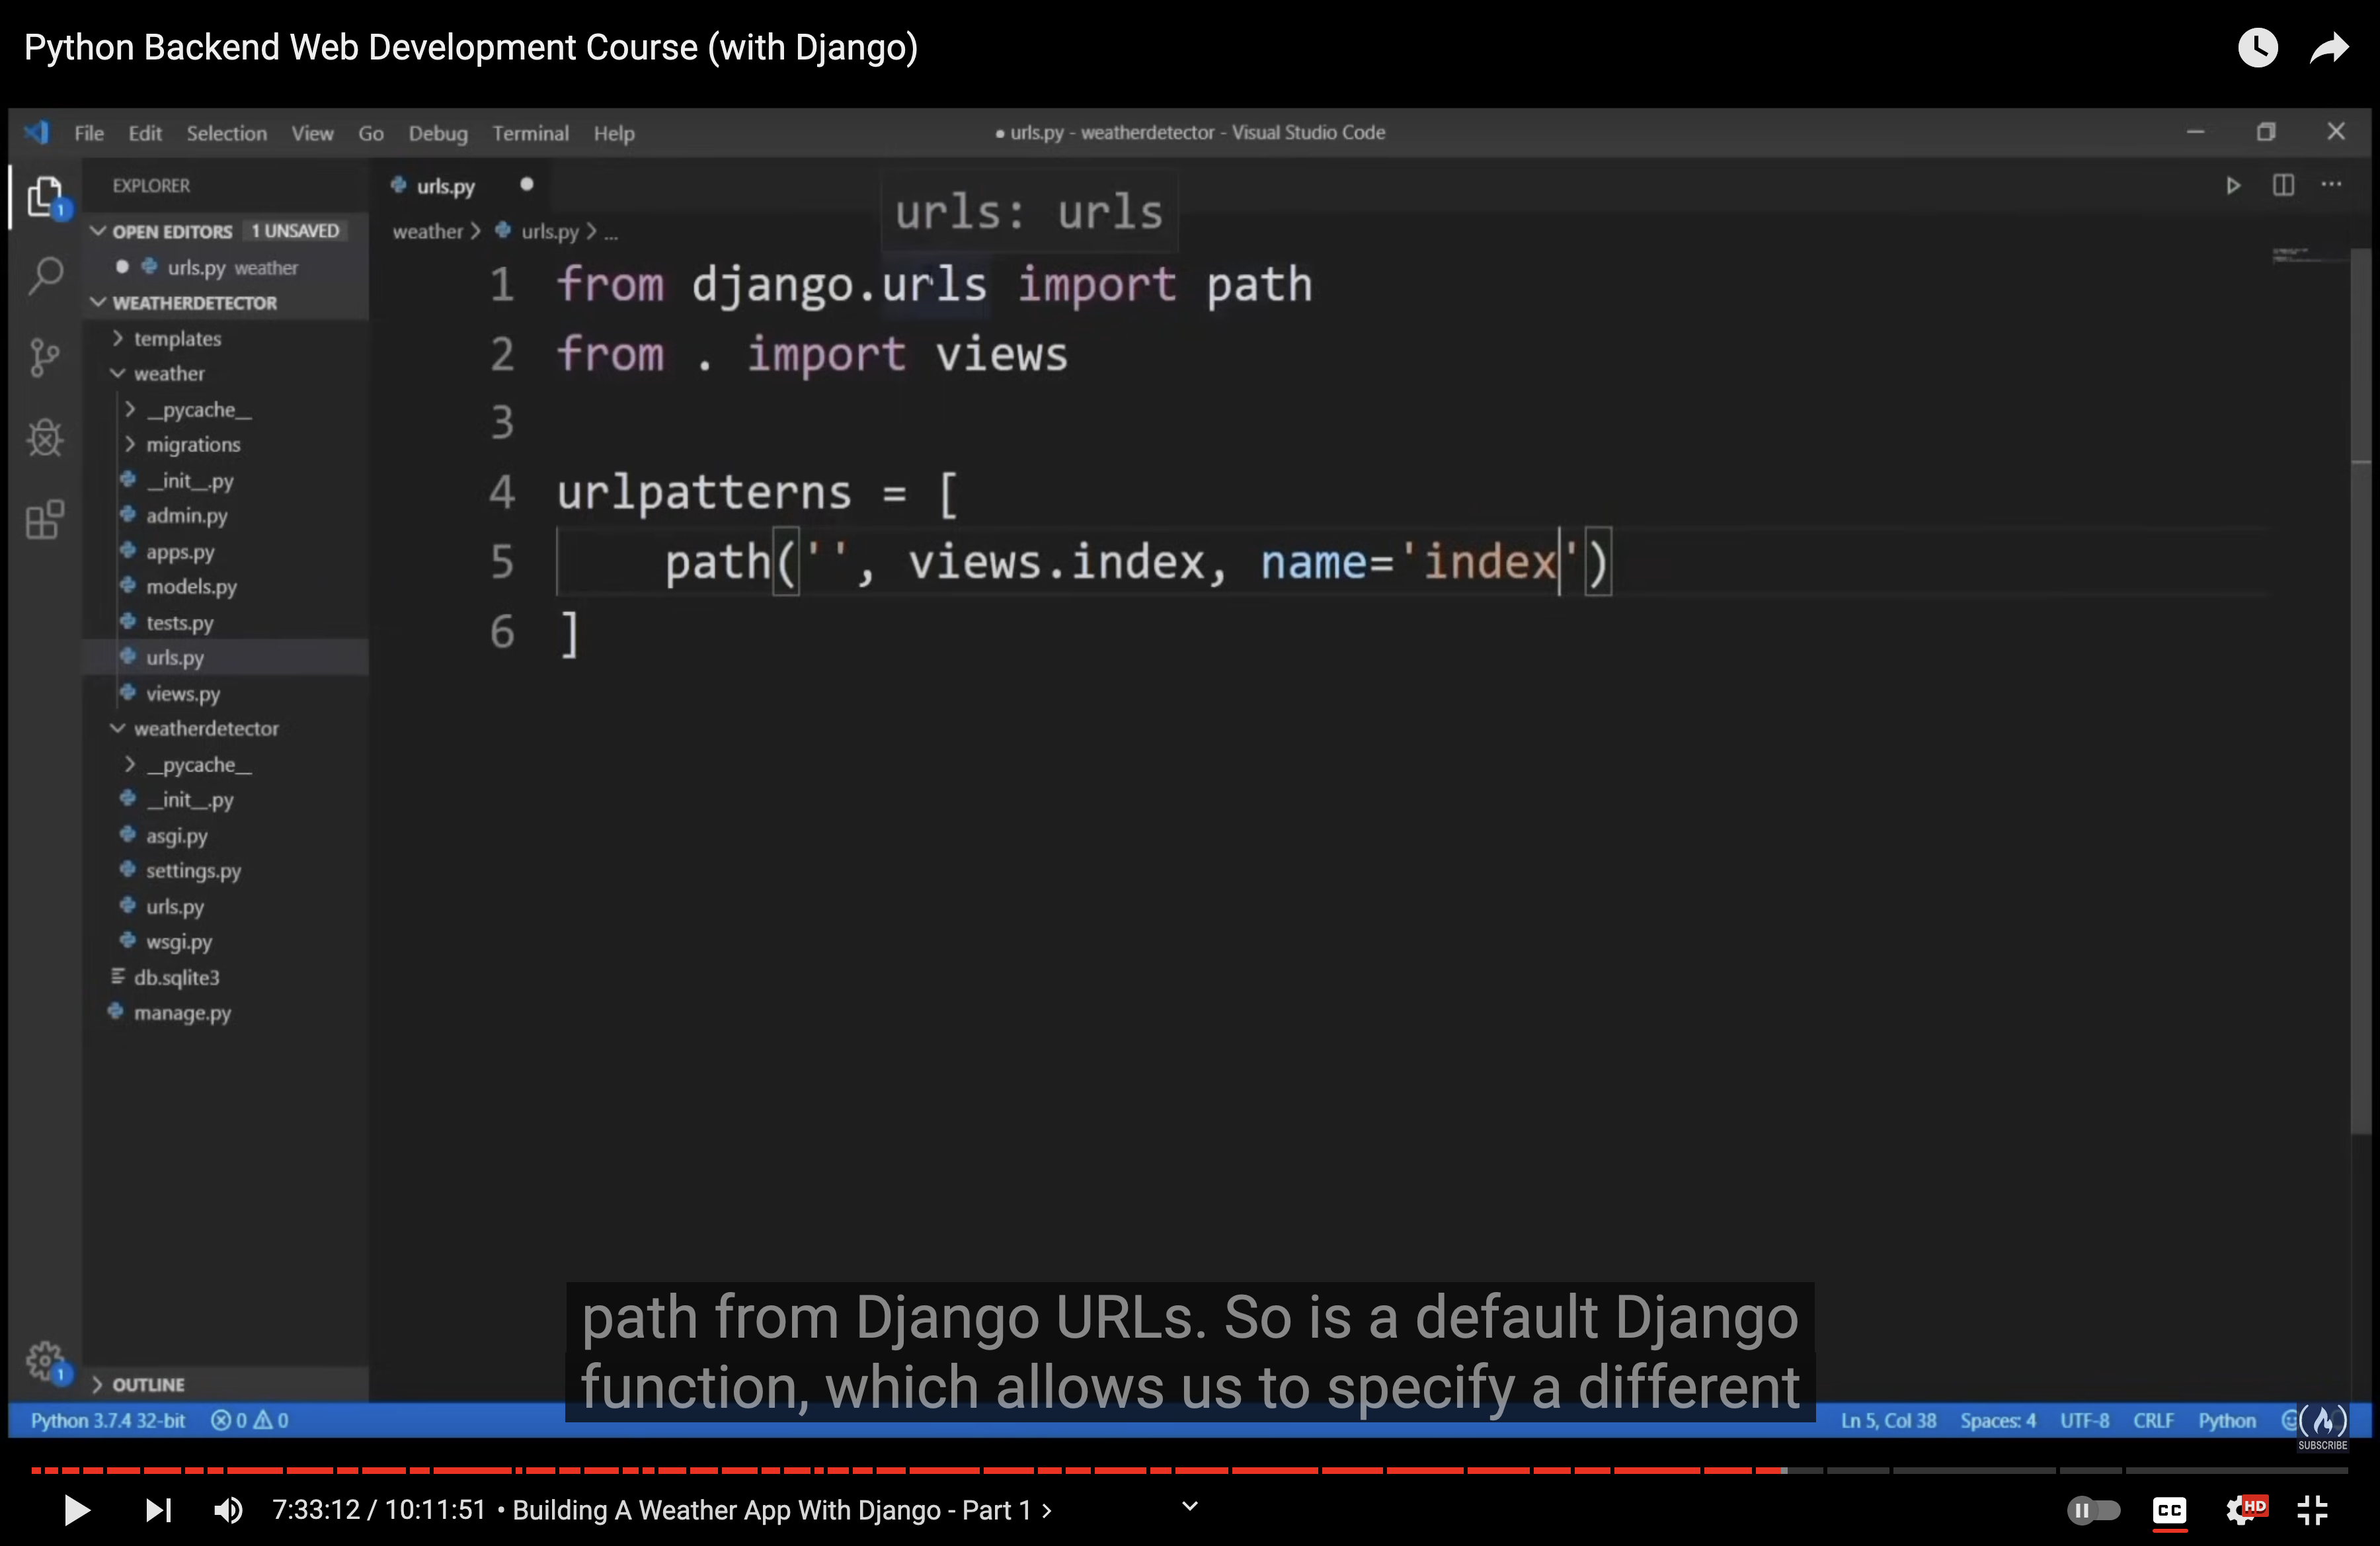 Python Backend Web Development Course (with Django)
File Edit Selection View Go Debug Terminal Help
● urls.py - weatherdetector - Visual Studio Code
EXPLORER
OPEN EDITORS 1 UNSAVED
urls.py weather
WEATHERDETECTOR
templates
weather
__pycache__
migrations
__init__.py
admin.py
apps.py
models.py
tests.py
urls.py
views.py
weatherdetector
__pycache__
__init__.py
asgi.py
settings.py
urls.py
wsgi.py
db.sqlite3
manage.py
OUTLINE
1
1
urls.py
weather > urls.py > ...
urls: urls
1 from django.urls import path
2 from . import views
3
4 urlpatterns = [
5 path('', views.index, name='index')
6 ]
path from Django URLs. So is a default Django
function, which allows us to specify a different
Python 3.7.4 32-bit 0 0
Ln 5, Col 38 Spaces: 4 UTF-8 CRLF Python
SUBSCRIBE
7:33:12 / 10:11:51 • Building A Weather App With Django - Part 1 >
CC
HD